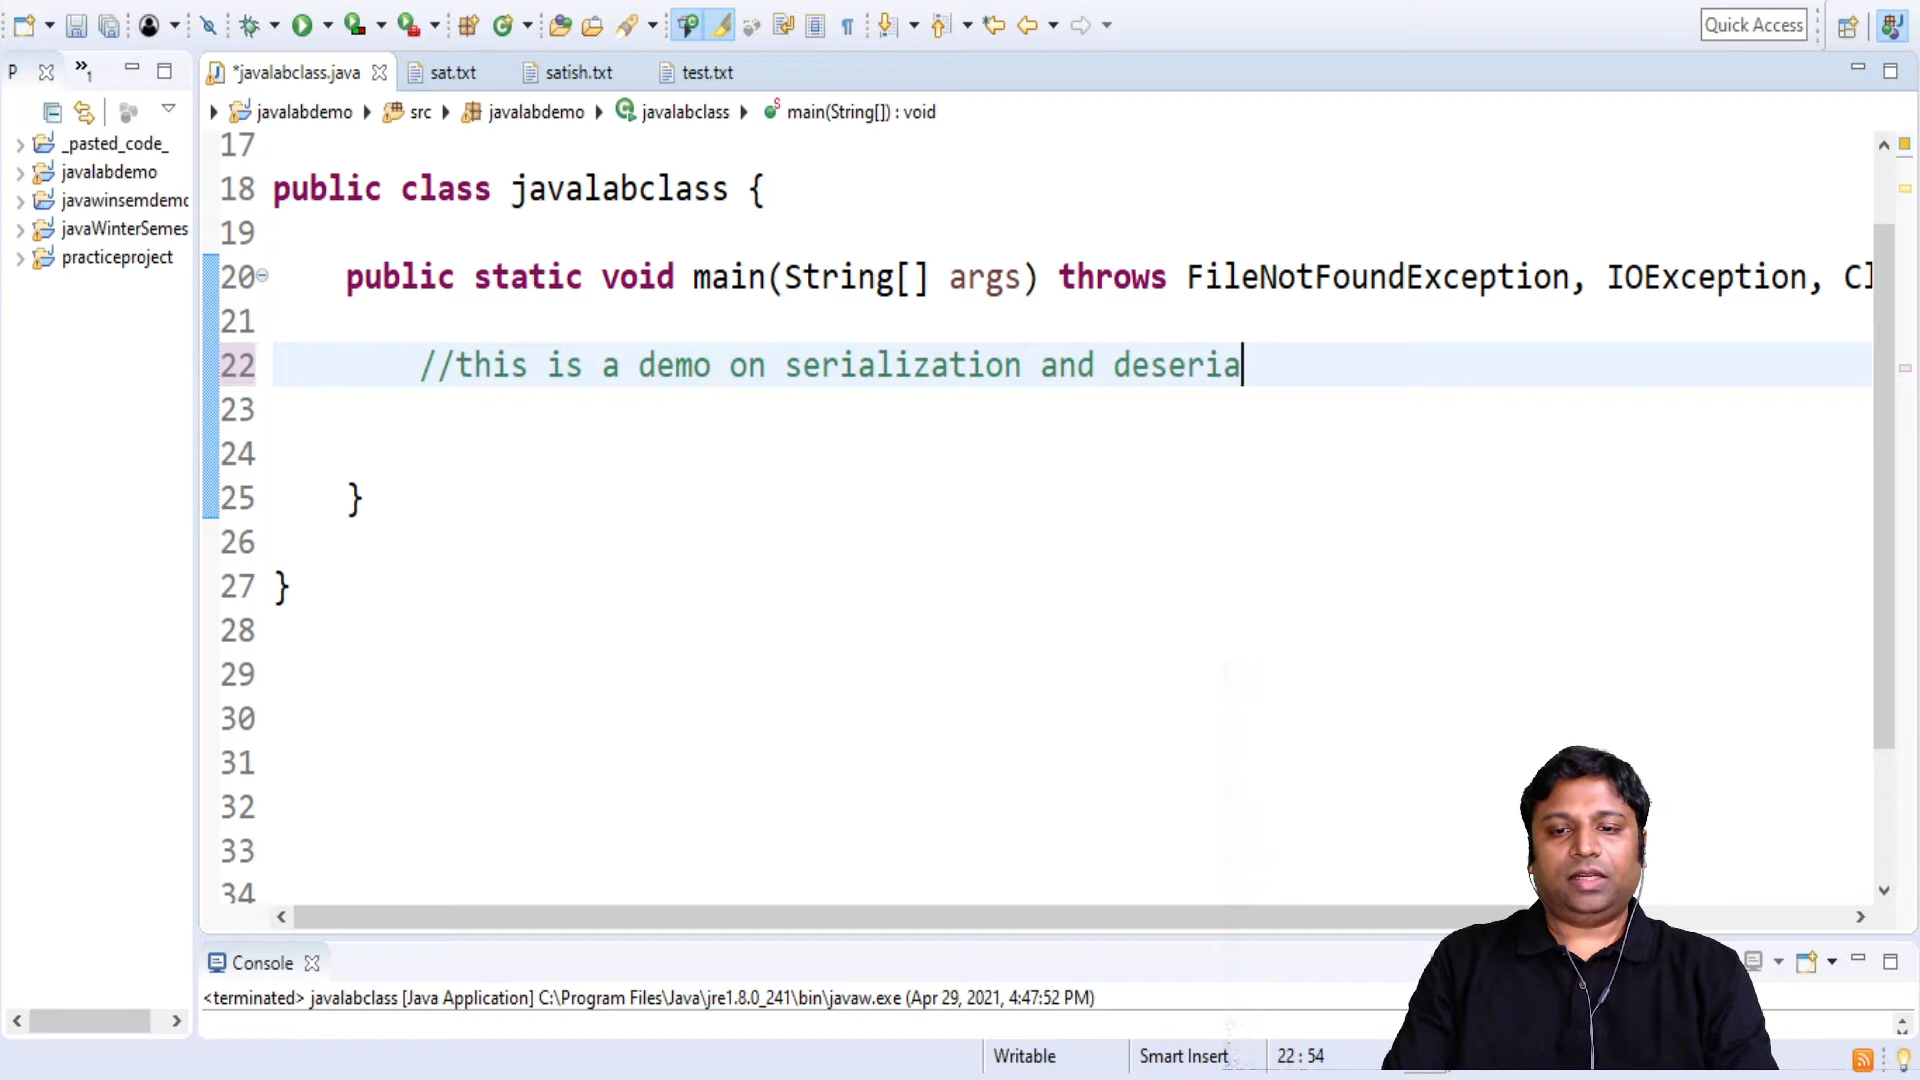 Quick Access
P
*javalabclass.java
sat.txt
satish.txt
test.txt
javalabdemo
src
javalabdemo
javalabclass
main(String[]) : void
_pasted_code_
javalabdemo
javawinsemdemo
javaWinterSemes
practiceproject
17
18 public class javalabclass {
19
20 public static void main(String[] args) throws FileNotFoundException, IOException, Cl
21
22 //this is a demo on serialization and deseria
23
24
25 }
26
27 }
28
29
30
31
32
33
34
Console
<terminated> javalabclass [Java Application] C:\Program Files\Java\jre1.8.0_241\bin\javaw.exe (Apr 29, 2021, 4:47:52 PM)
Writable
Smart Insert
22 : 54